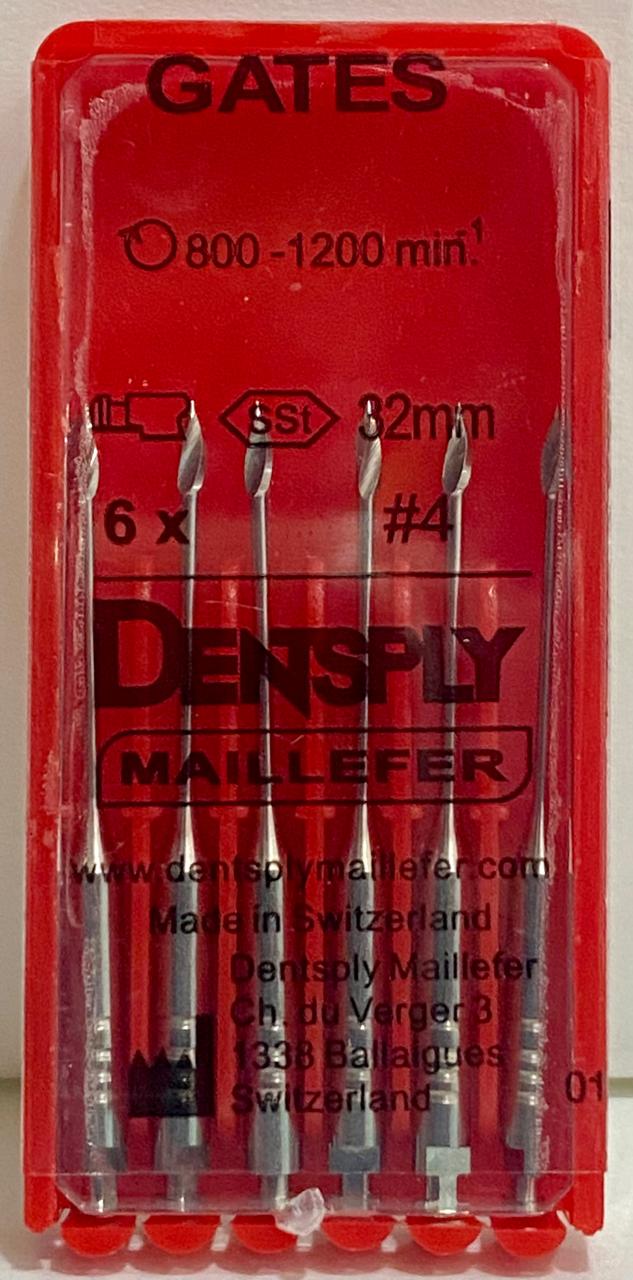 GATES
800-1200 min.¹
SSt 32mm
6 x #4
DENTSPLY
MAILLEFER
www.dentsplymaillefer.com
Made in Switzerland
Dentsply Maillefer
Ch. du Verger 3
1338 Ballaigues
Switzerland
01